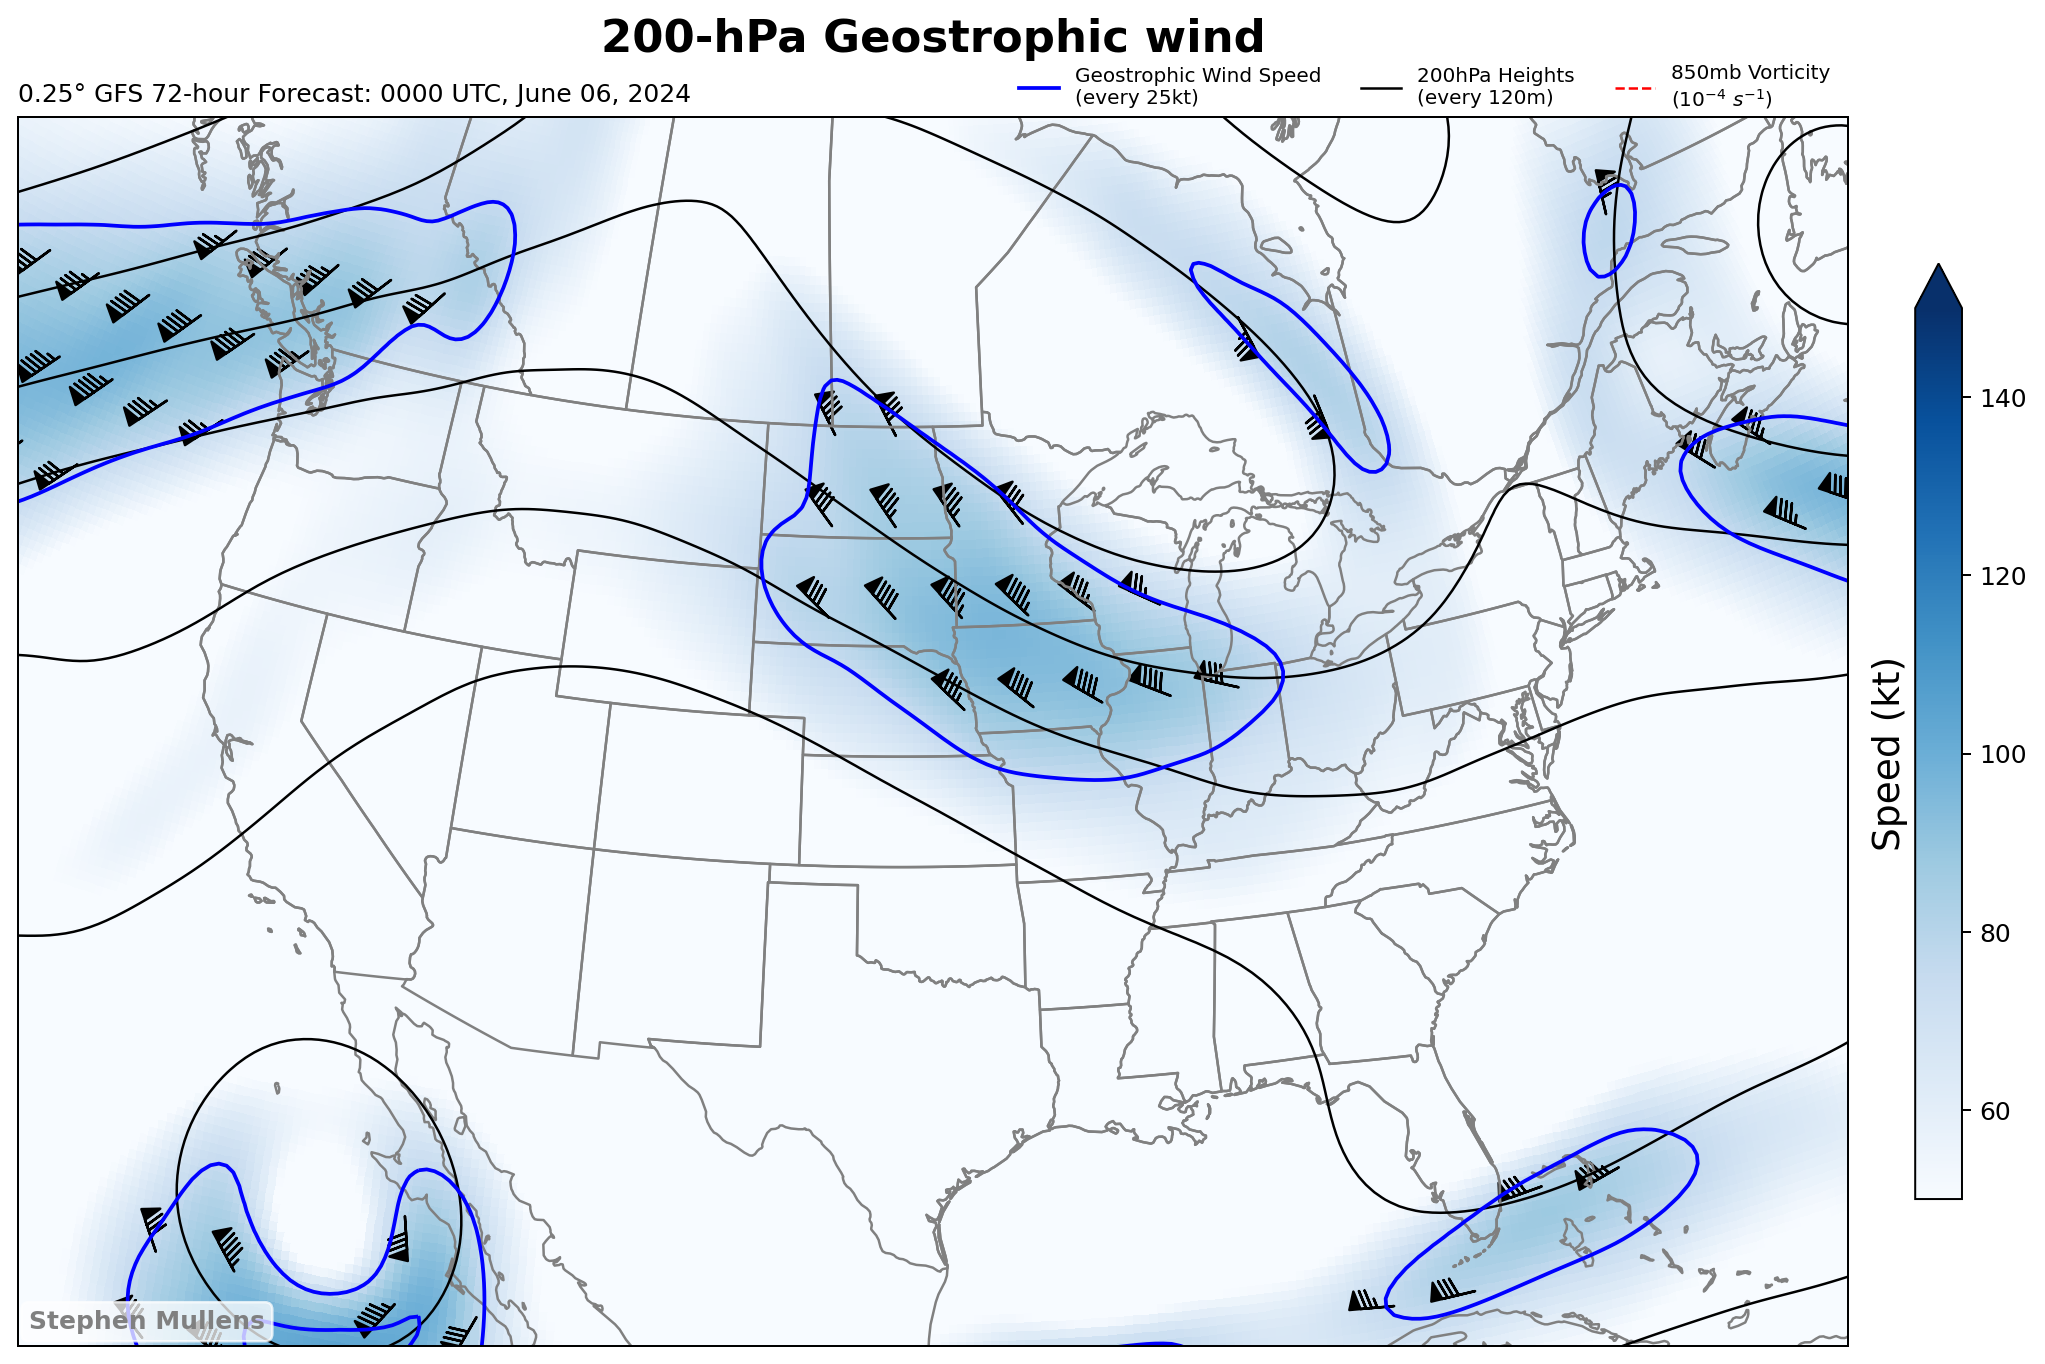 200-hPa Geostrophic wind
0.25° GFS 72-hour Forecast: 0000 UTC, June 06, 2024
Geostrophic Wind Speed
(every 25kt)
200hPa Heights
(every 120m)
850mb Vorticity
(10⁻⁴ s⁻¹)
140
120
100
80
60
Speed (kt)
Stephen Mullens